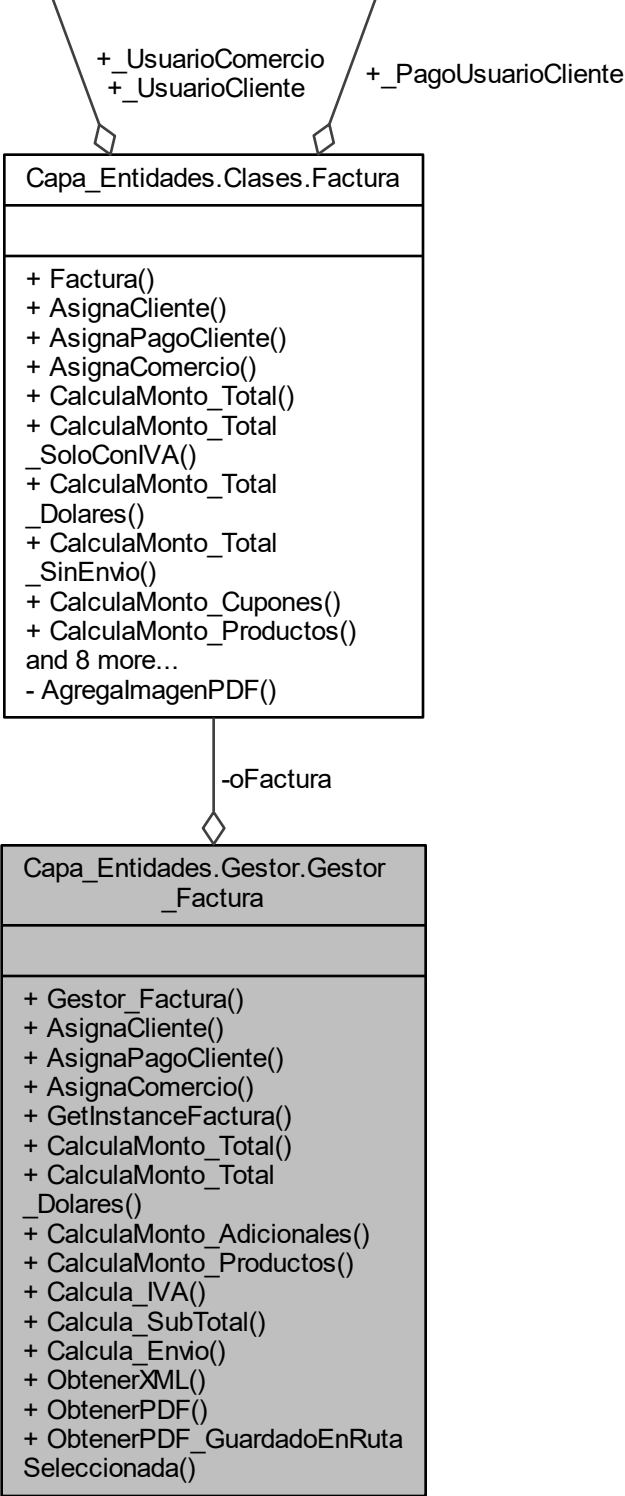 +_UsuarioComercio
+_UsuarioCliente
+_PagoUsuarioCliente
Capa_Entidades.Clases.Factura
+ Factura()
+ AsignaCliente()
+ AsignaPagoCliente()
+ AsignaComercio()
+ CalculaMonto_Total()
+ CalculaMonto_Total
_SoloConIVA()
+ CalculaMonto_Total
_Dolares()
+ CalculaMonto_Total
_SinEnvio()
+ CalculaMonto_Cupones()
+ CalculaMonto_Productos()
and 8 more...
- AgregaImagenPDF()
-oFactura
Capa_Entidades.Gestor.Gestor
_Factura
+ Gestor_Factura()
+ AsignaCliente()
+ AsignaPagoCliente()
+ AsignaComercio()
+ GetInstanceFactura()
+ CalculaMonto_Total()
+ CalculaMonto_Total
_Dolares()
+ CalculaMonto_Adicionales()
+ CalculaMonto_Productos()
+ Calcula_IVA()
+ Calcula_SubTotal()
+ Calcula_Envio()
+ ObtenerXML()
+ ObtenerPDF()
+ ObtenerPDF_GuardadoEnRuta
Seleccionada()